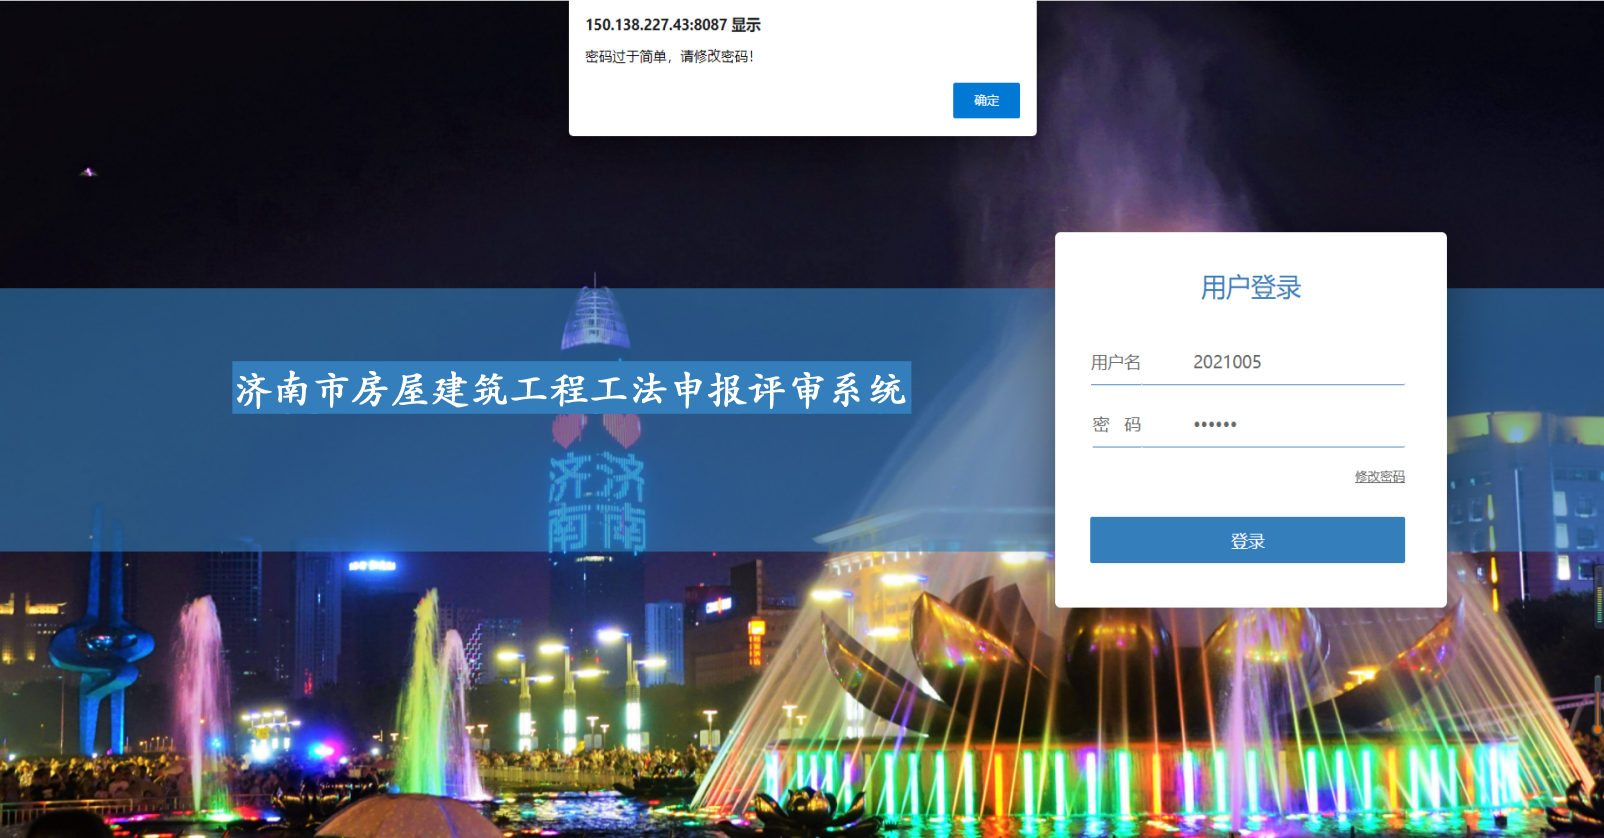 150.138.227.43:8087 显示
密码过于简单，请修改密码！
确定
用户登录
济南市房屋建筑工程工法申报评审系统
用户名 2021005
密 码 ••••••
修改密码
登录
济济
南南